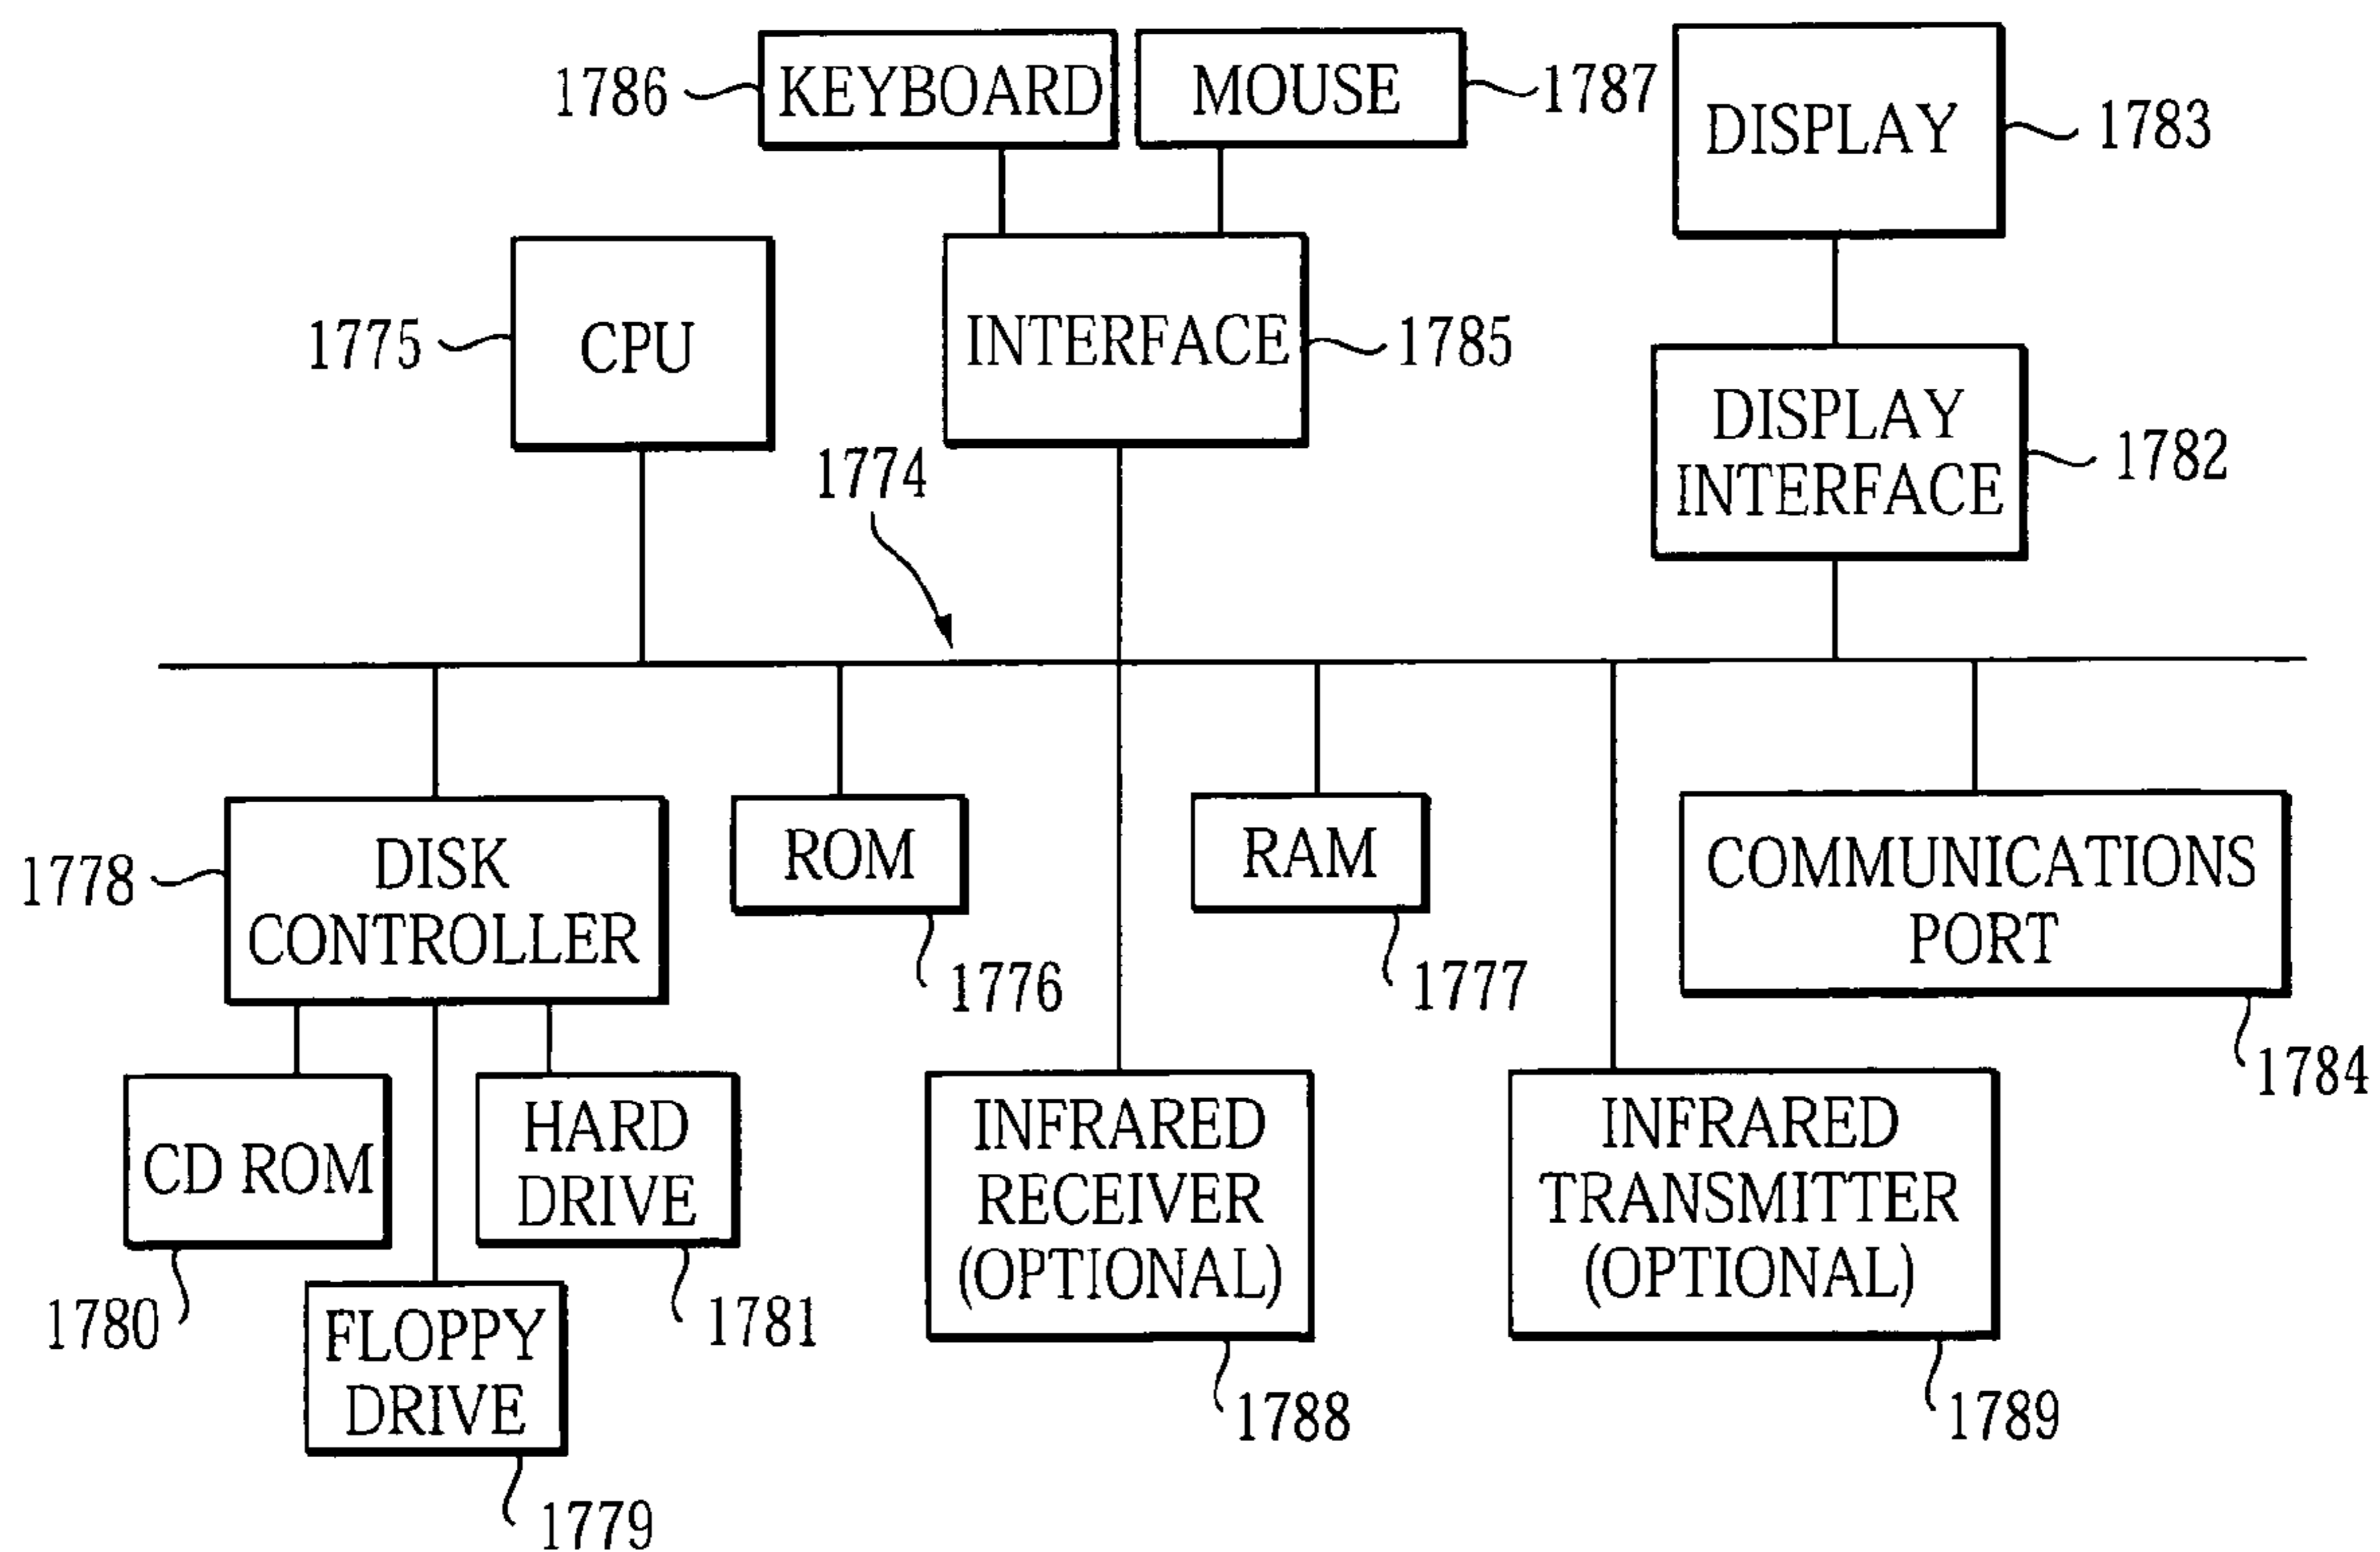 1786
KEYBOARD
MOUSE
1787
DISPLAY
1783
1775
CPU
INTERFACE
1785
DISPLAY
INTERFACE
1782
1774
1778
DISK
CONTROLLER
ROM
1776
RAM
1777
COMMUNICATIONS
PORT
1784
CD ROM
1780
HARD
DRIVE
1781
FLOPPY
DRIVE
1779
INFRARED
RECEIVER
(OPTIONAL)
1788
INFRARED
TRANSMITTER
(OPTIONAL)
1789